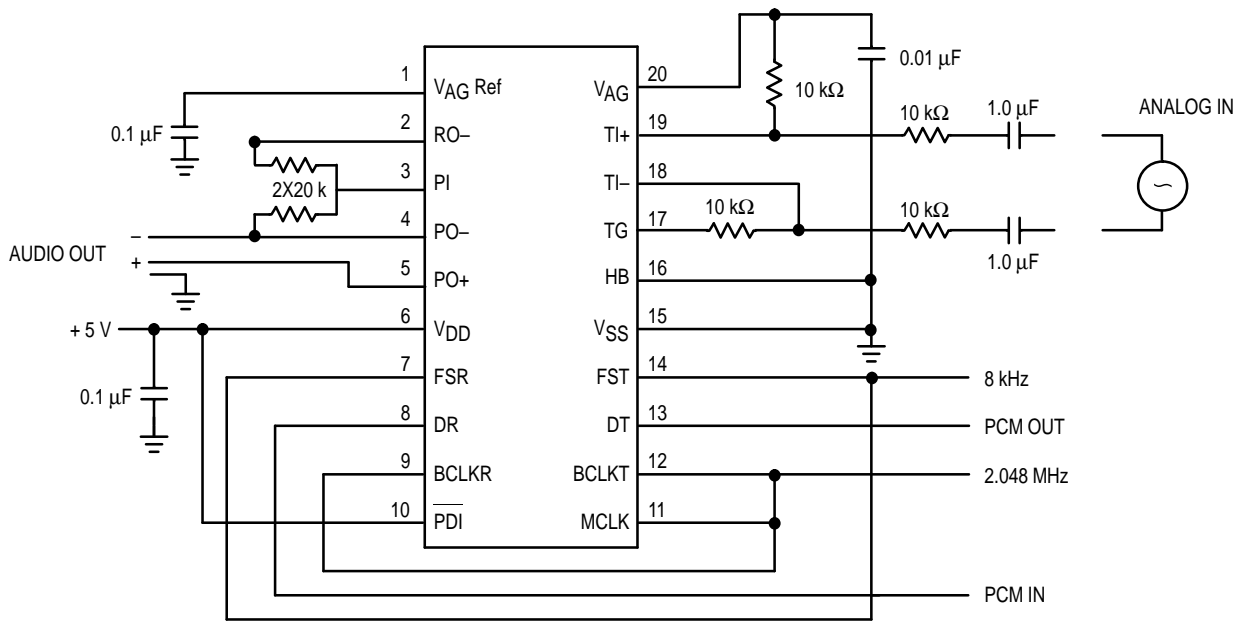 1
VAG Ref
0.1 μF
2
RO–
2X20 k
3
PI
4
PO–
AUDIO OUT
–
+
5
PO+
+ 5 V
6
VDD
0.1 μF
7
FSR
8
DR
9
BCLKR
10
PDI
20
VAG
10 kΩ
0.01 μF
19
TI+
10 kΩ
1.0 μF
ANALOG IN
18
TI–
17
TG
10 kΩ
10 kΩ
1.0 μF
∼
16
HB
15
VSS
14
FST
8 kHz
13
DT
PCM OUT
12
BCLKT
2.048 MHz
11
MCLK
PCM IN